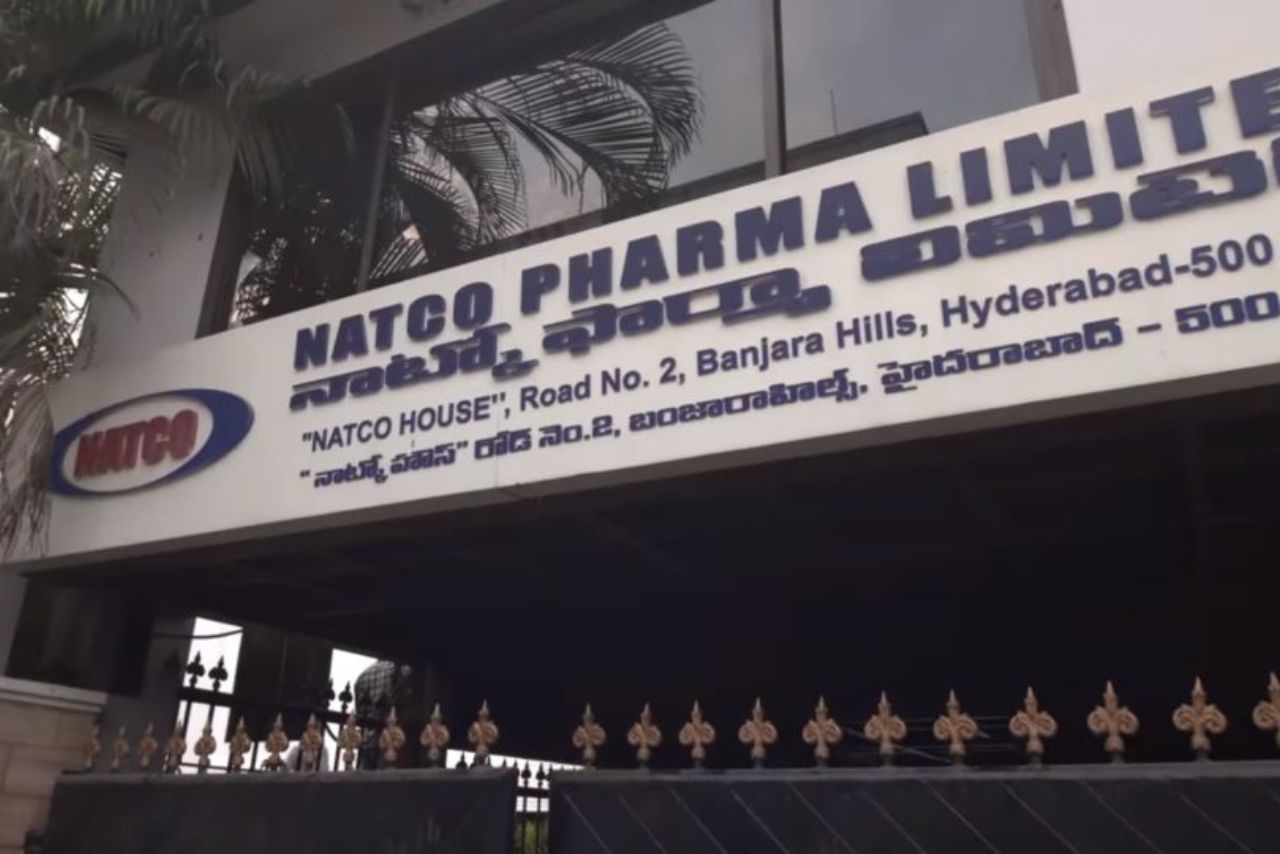 NATCO PHARMA LIMITE
నాట్కో ఫార్మా లిమిటె
"NATCO HOUSE", Road No. 2, Banjara Hills, Hyderabad-500
"నాట్కో హౌస్" రోడ్ నెం.2, బంజారాహిల్స్. హైదరాబాద్ – 500
NATCO